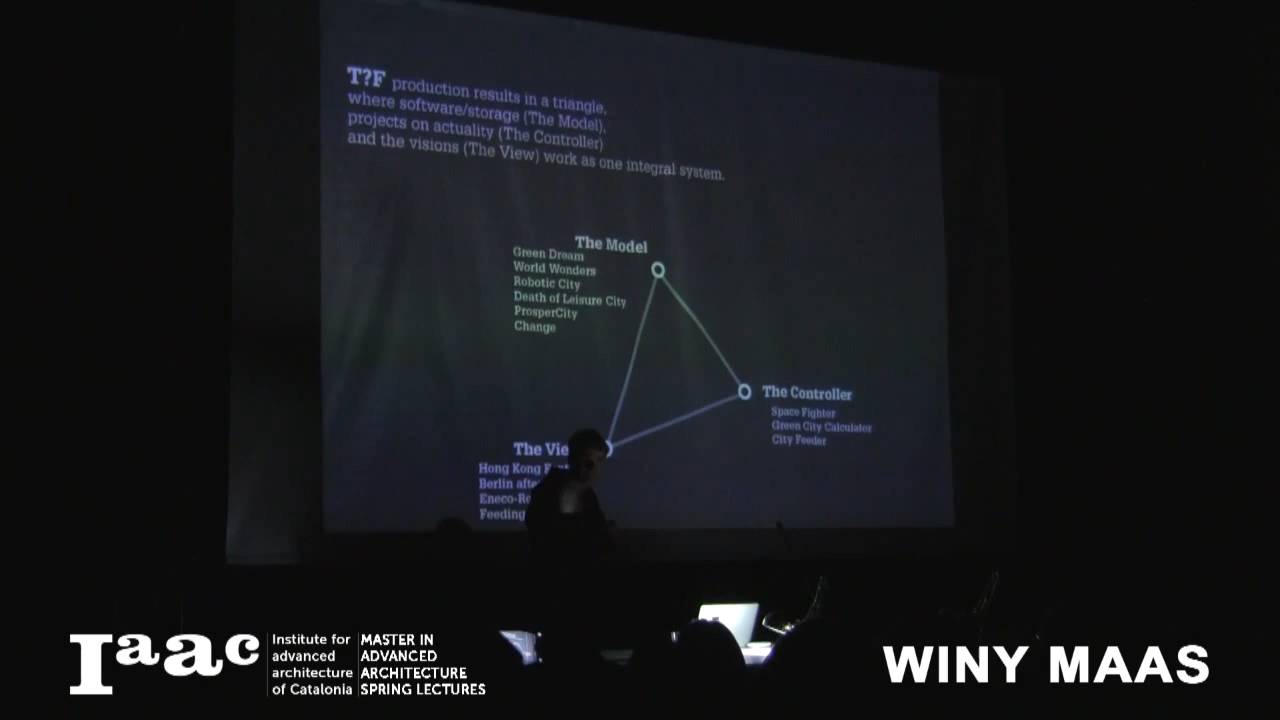 T?F production results in a triangle,
where software/storage (The Model),
projects on actuality (The Controller)
and the visions (The View) work as one integral system.
The Model
Green Dream
World Wonders
Robotic City
Death of Leisure City
ProsperCity
Change
The Controller
Space Fighter
Green City Calculator
City Feeder
The
Hong Kong
Berlin
Feeding
Iaac
Institute for
advanced
architecture
of Catalonia
MASTER IN
ADVANCED
ARCHITECTURE
SPRING LECTURES
WINY MAAS